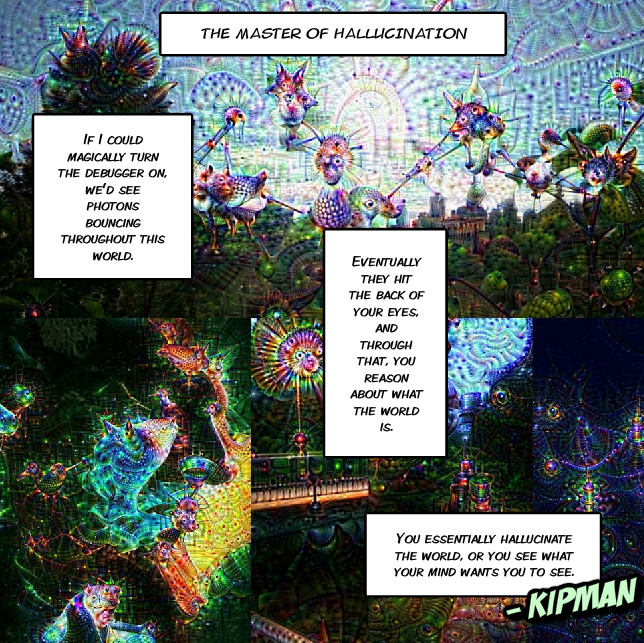 THE MASTER OF HALLUCINATION
IF I COULD
MAGICALLY TURN
THE DEBUGGER ON,
WE'D SEE
PHOTONS
BOUNCING
THROUGHOUT THIS
WORLD.
EVENTUALLY
THEY HIT
THE BACK OF
YOUR EYES,
AND
THROUGH
THAT, YOU
REASON
ABOUT WHAT
THE WORLD
IS.
YOU ESSENTIALLY HALLUCINATE
THE WORLD, OR YOU SEE WHAT
YOUR MIND WANTS YOU TO SEE.
- KIPMAN